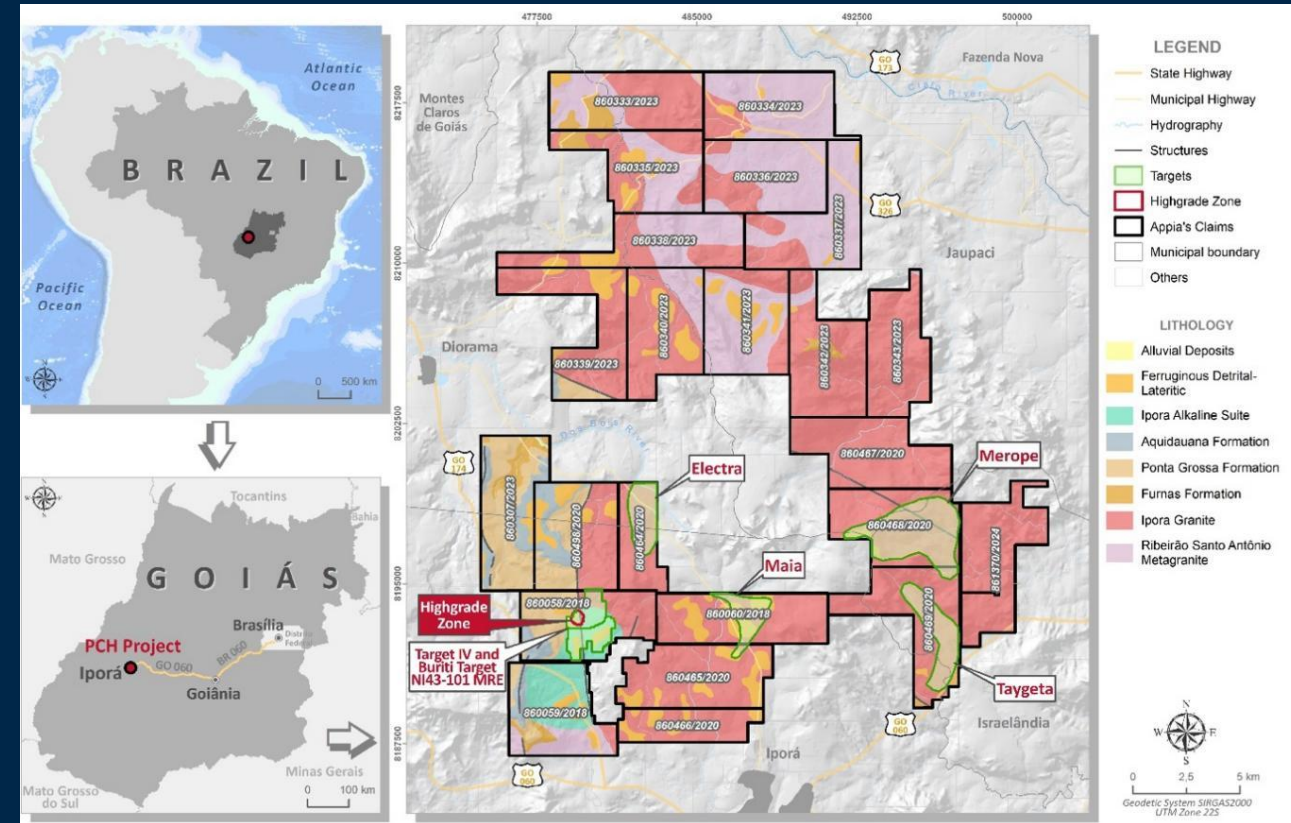 Atlantic
Ocean
BRAZIL
Pacific
Ocean
0 500 km
Tocantins
Bahia
Mato Grosso
GOIÁS
Brasília
Distrito
Federal
PCH Project
Iporá
GO 060
BR 060
Goiânia
Minas Gerais
Mato Grosso
do Sul
0 100 km
477500 485000 492500 500000
8217500
8210000
8202500
8195000
8187500
GO
173
Fazenda Nova
Claro River
Montes
Claros
de Goiás
860333/2023
860334/2023
860335/2023
860336/2023
GO
326
860337/2023
860338/2023
Jaupaci
860340/2023
860341/2023
860342/2023
860343/2023
Diorama
860339/2023
GO
174
Electra
860467/2020
Merope
860307/2023
860498/2020
860464/2020
860468/2020
861370/2024
Maia
860058/2018
Highgrade
Zone
860060/2018
860469/2020
Target IV and
Buriti Target
NI43-101 MRE
860465/2020
Taygeta
860059/2018
860466/2020
GO
060
Israelândia
GO
060
Iporá
LEGEND
State Highway
Municipal Highway
Hydrography
Structures
Targets
Highgrade Zone
Appia's Claims
Municipal boundary
Others
LITHOLOGY
Alluvial Deposits
Ferruginous Detrital-
Lateritic
Ipora Alkaline Suite
Aquidauana Formation
Ponta Grossa Formation
Furnas Formation
Ipora Granite
Ribeirão Santo Antônio
Metagranite
N
W E
S
0 2,5 5 km
Geodetic System SIRGAS2000
UTM Zone 22S